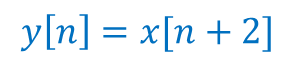 y[n] = x[n + 2]